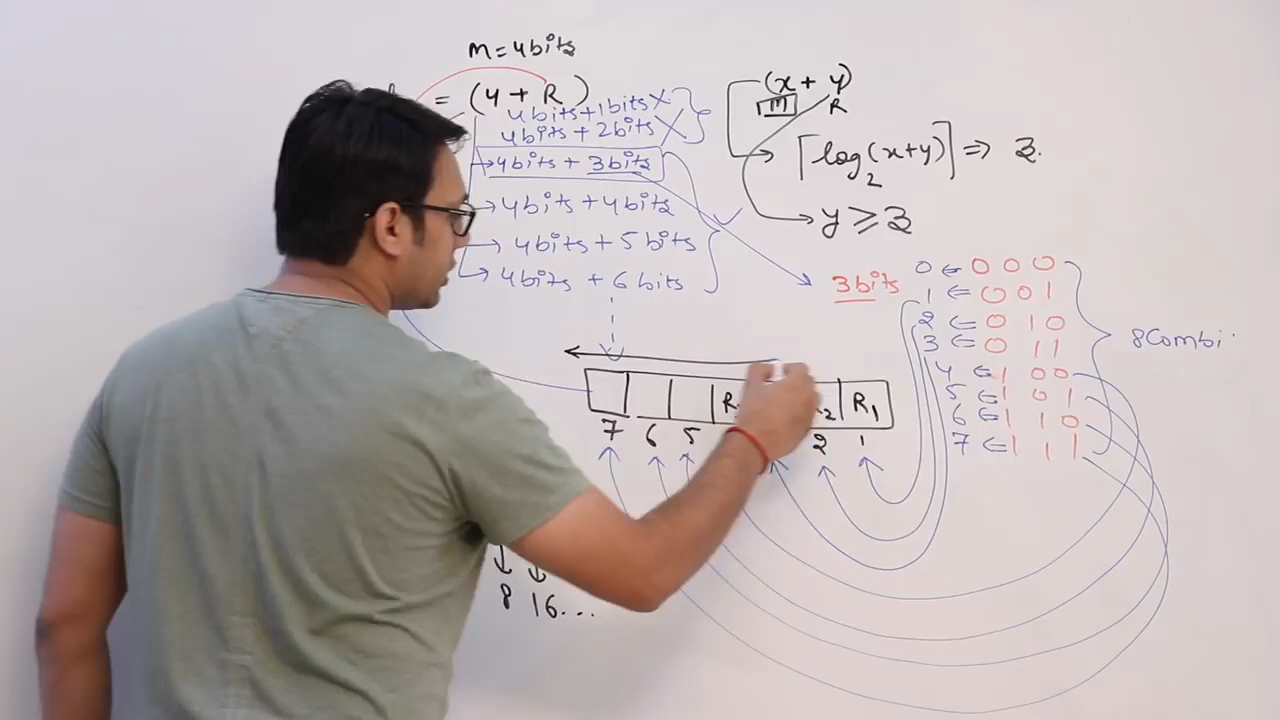 M = 4bits
= (4 + R)
4bits + 1bits X
4bits + 2bits X
→ 4bits + 3bits
→ 4bits + 4bits
→ 4bits + 5bits
→ 4bits + 6bits
(x + y)
M R
⌈log₂(x+y)⌉ ⇒ 3.
y ≥ 3
3bits
0 ⇐ 0 0 0
1 ⇐ 0 0 1
2 ⇐ 0 1 0
3 ⇐ 0 1 1
4 ⇐ 1 0 0
5 ⇐ 1 0 1
6 ⇐ 1 1 0
7 ⇐ 1 1 1
8Combi
R₂ R₁
7 6 5 2 1
↓ ↓
8 16...